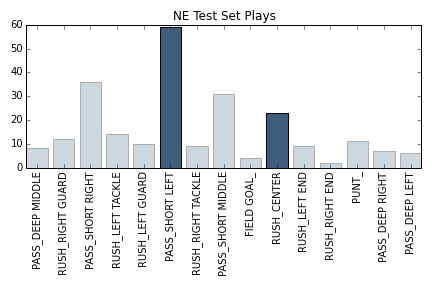 NE Test Set Plays
60
50
40
30
20
10
0
PASS_DEEP MIDDLE
RUSH_RIGHT GUARD
PASS_SHORT RIGHT
RUSH_LEFT TACKLE
RUSH_LEFT GUARD
PASS_SHORT LEFT
RUSH_RIGHT TACKLE
PASS_SHORT MIDDLE
FIELD GOAL_
RUSH_CENTER
RUSH_LEFT END
RUSH_RIGHT END
PUNT_
PASS_DEEP RIGHT
PASS_DEEP LEFT